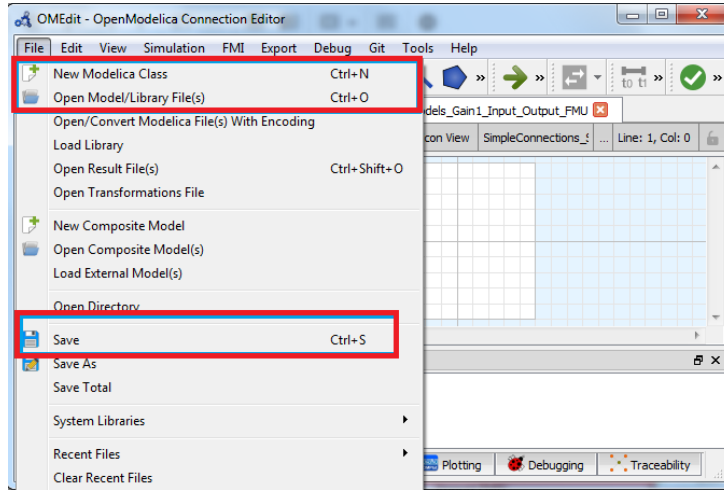 OMEdit - OpenModelica Connection Editor
File Edit View Simulation FMI Export Debug Git Tools Help
New Modelica Class Ctrl+N
Open Model/Library File(s) Ctrl+O
Open/Convert Modelica File(s) With Encoding
Load Library
Open Result File(s) Ctrl+Shift+O
Open Transformations File
New Composite Model
Open Composite Model(s)
Load External Model(s)
Open Directory
Save Ctrl+S
Save As
Save Total
System Libraries
Recent Files
Clear Recent Files
» » »  »
dels_Gain1_Input_Output_FMU
con View SimpleConnections_S ... Line: 1, Col: 0
Plotting Debugging Traceability